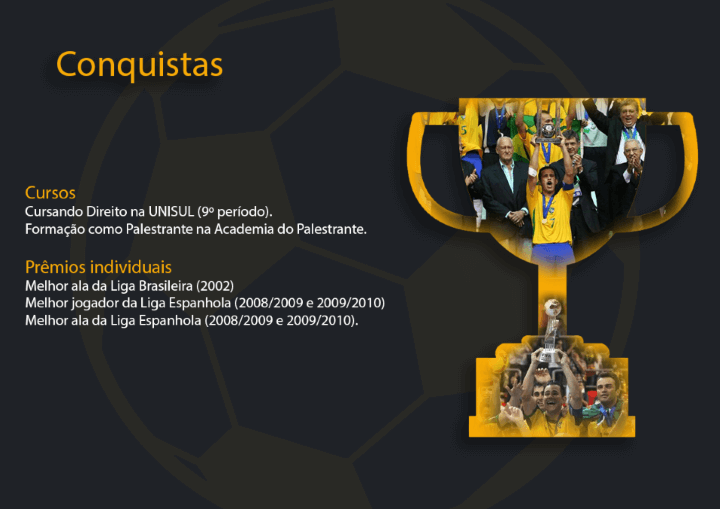 Conquistas
Cursos
Cursando Direito na UNISUL (9º período).
Formação como Palestrante na Academia do Palestrante.
Prêmios individuais
Melhor ala da Liga Brasileira (2002)
Melhor jogador da Liga Espanhola (2008/2009 e 2009/2010)
Melhor ala da Liga Espanhola (2008/2009 e 2009/2010).